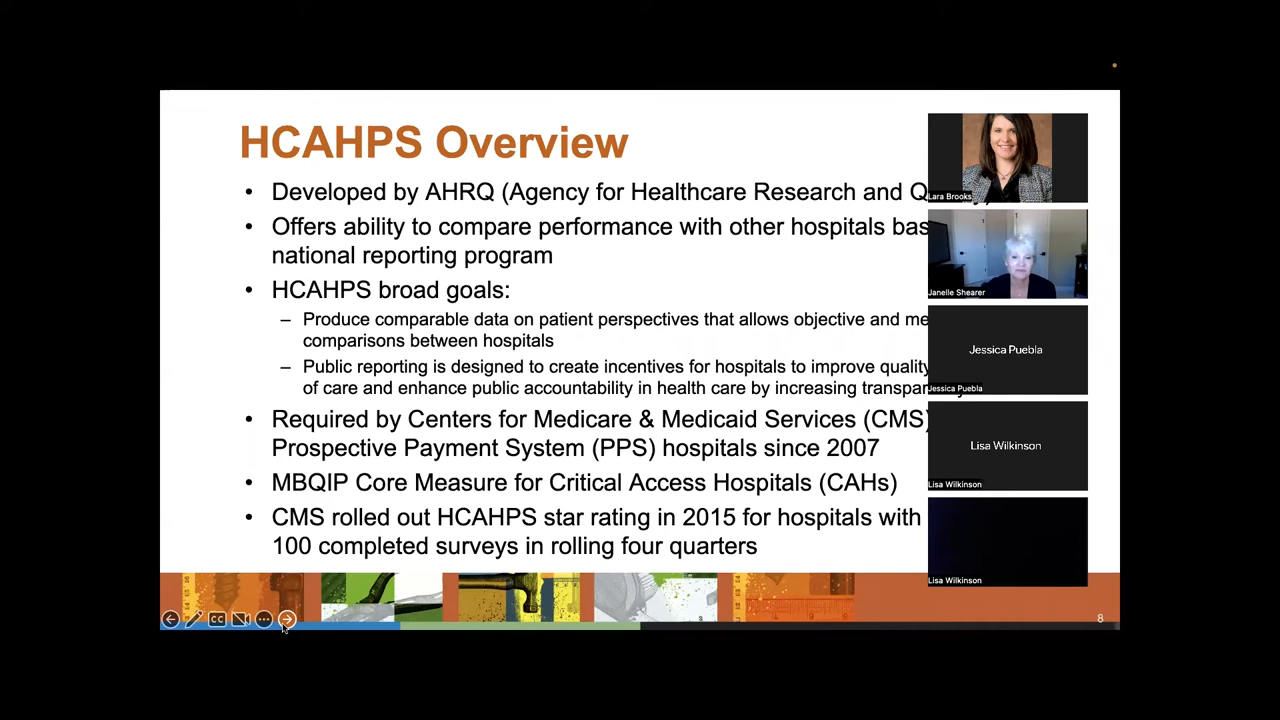 HCAHPS Overview
• Developed by AHRQ (Agency for Healthcare Research and
• Offers ability to compare performance with other hospitals
national reporting program
• HCAHPS broad goals:
– Produce comparable data on patient perspectives that allows objective and
comparisons between hospitals
– Public reporting is designed to create incentives for hospitals to improve quality
of care and enhance public accountability in health care by increasing
• Required by Centers for Medicare & Medicaid Services (CMS)
Prospective Payment System (PPS) hospitals since 2007
• MBQIP Core Measure for Critical Access Hospitals (CAHs)
• CMS rolled out HCAHPS star rating in 2015 for hospitals with
100 completed surveys in rolling four quarters
Lara Brooks
Janelle Shearer
Jessica Puebla
Jessica Puebla
Lisa Wilkinson
Lisa Wilkinson
Lisa Wilkinson
CC
8